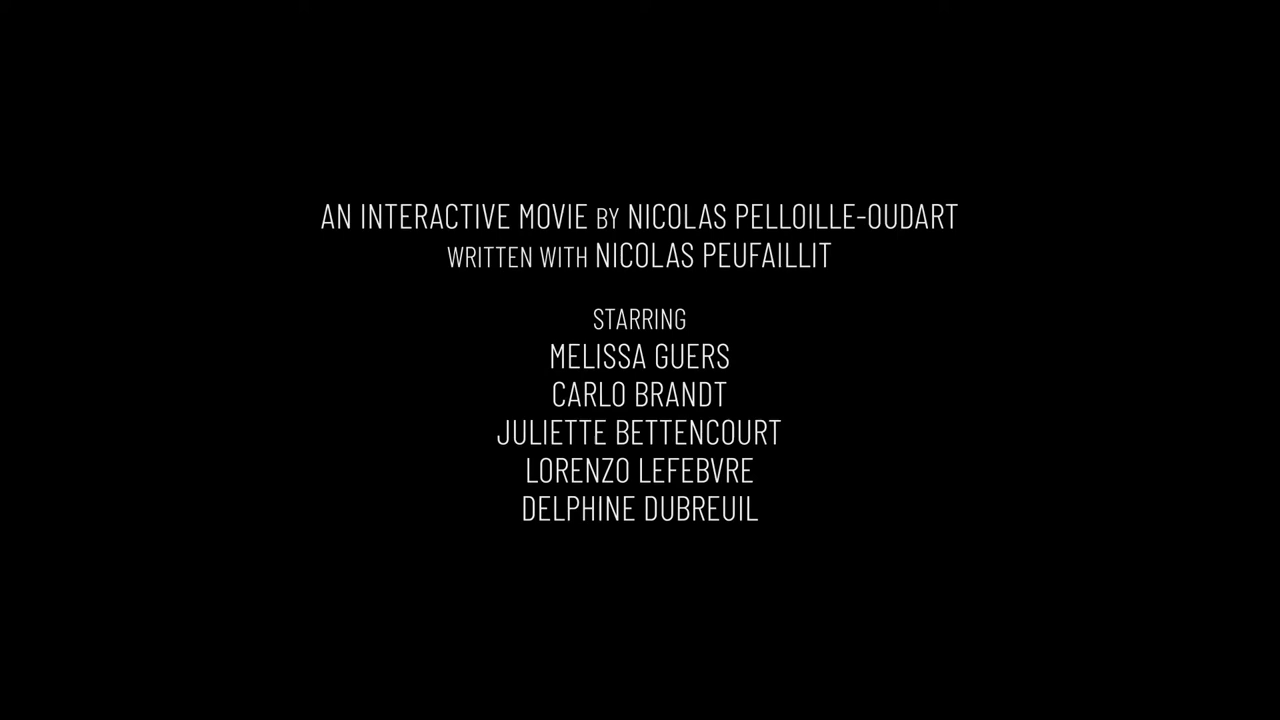 AN INTERACTIVE MOVIE BY NICOLAS PELLOILLE-OUDART
WRITTEN WITH NICOLAS PEUFAILLIT
STARRING
MELISSA GUERS
CARLO BRANDT
JULIETTE BETTENCOURT
LORENZO LEFEBVRE
DELPHINE DUBREUIL